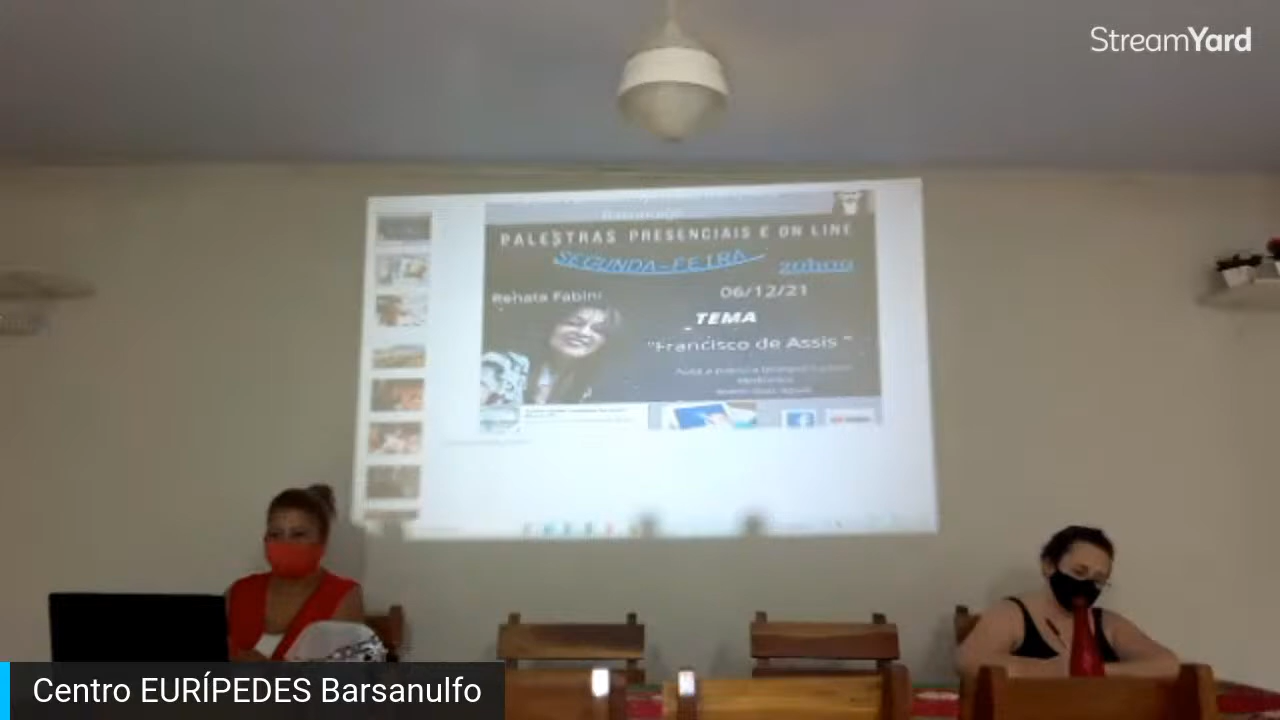 StreamYard
PALESTRAS PRESENCIAIS E ON LINE
SEGUNDA-FEIRA
20h00
Renata Fabini
06/12/21
TEMA
"Francisco de Assis "
Centro EURÍPEDES Barsanulfo